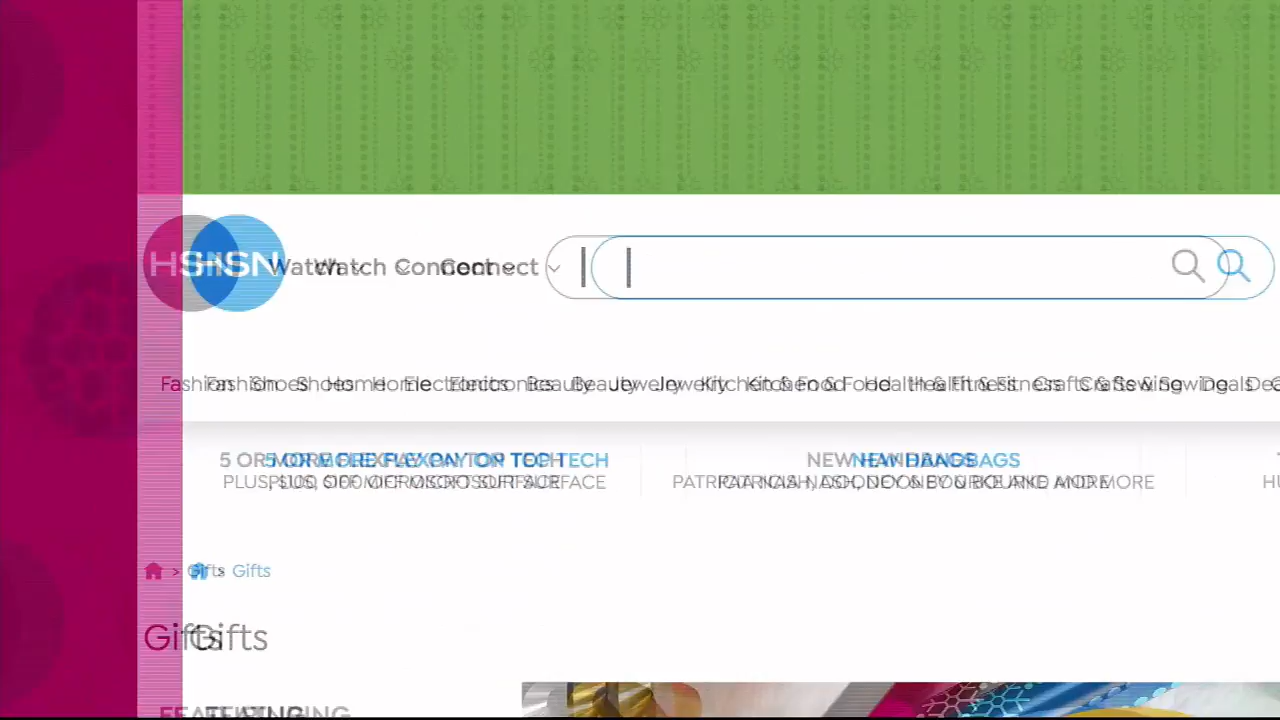 HSN Watch Connect
Fashion Shoes Home Electronics Beauty Jewelry Kitchen & Food Health & Fitness Crafts & Sewing Deals
5 OR MORE FLEXPAY ON TOP TECH NEW HANDBAGS
PLUS, $100 OFF MICROSOFT SURFACE PATRICIA NASH, DOONEY & BOURKE AND MORE
> Gifts
Gifts
FEATURING